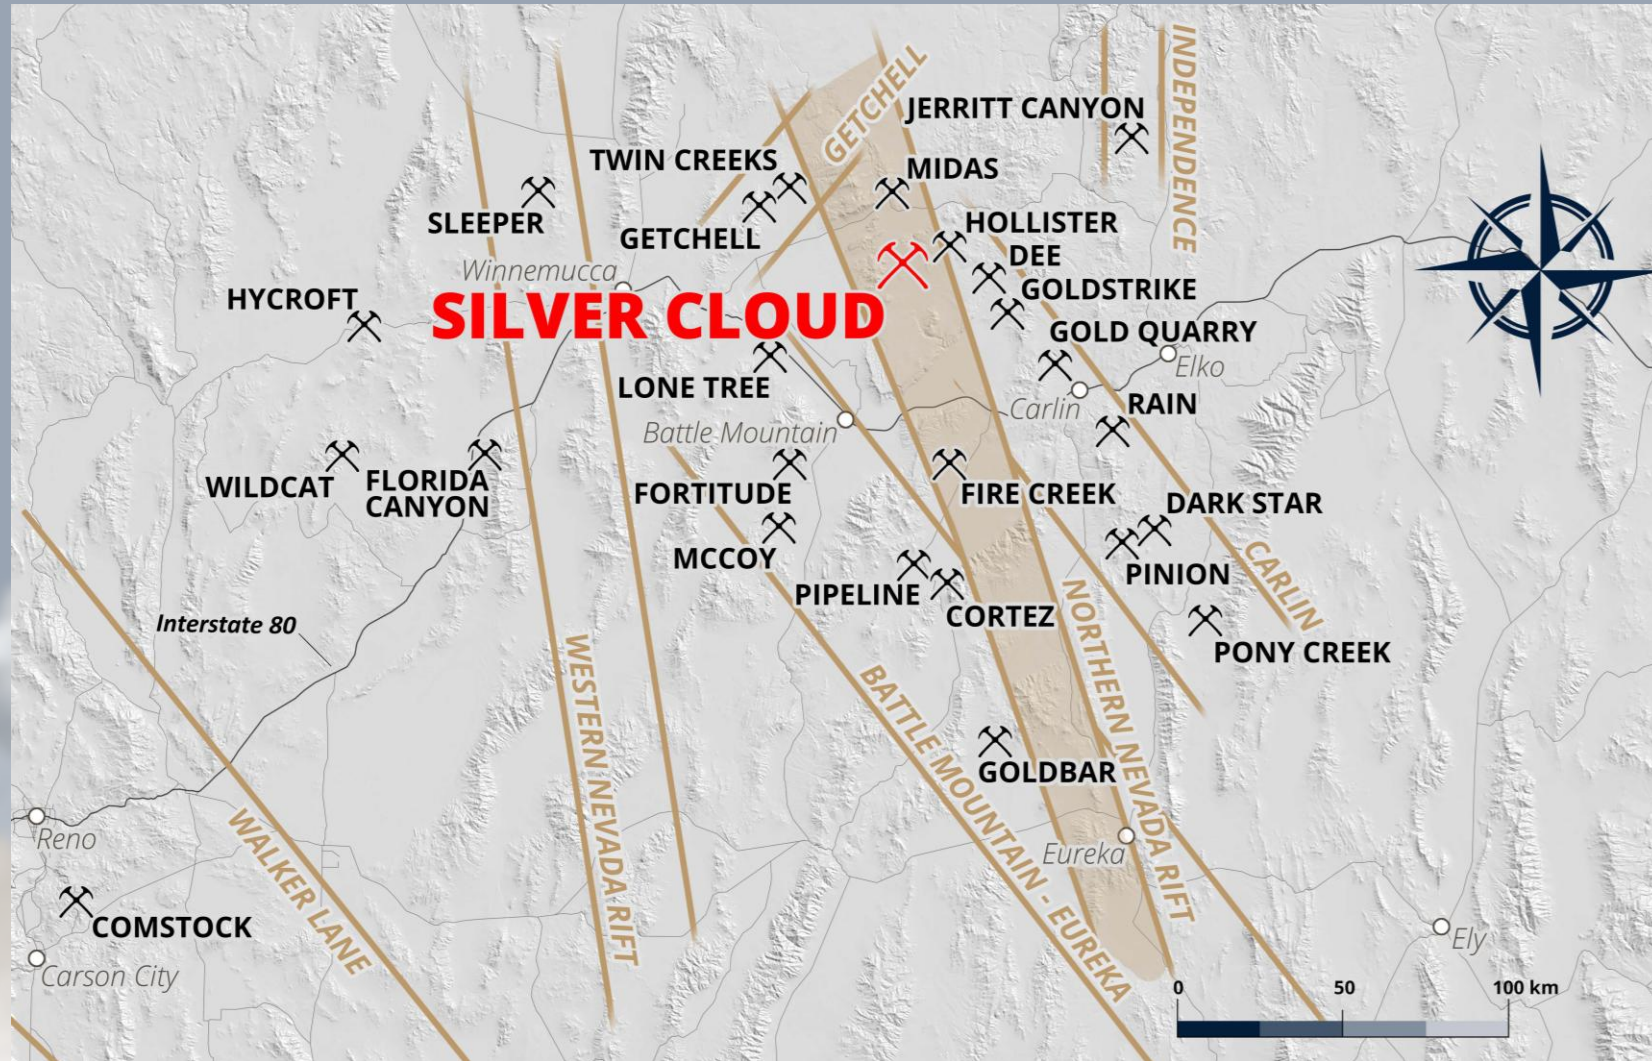 GETCHELL
INDEPENDENCE
JERRITT CANYON
TWIN CREEKS
MIDAS
SLEEPER
GETCHELL
HOLLISTER
DEE
Winnemucca
GOLDSTRIKE
HYCROFT
SILVER CLOUD
GOLD QUARRY
Elko
LONE TREE
Carlin
RAIN
Battle Mountain
WILDCAT
FLORIDA
CANYON
FORTITUDE
FIRE CREEK
DARK STAR
MCCOY
PINION
CARLIN
PIPELINE
CORTEZ
Interstate 80
PONY CREEK
WESTERN NEVADA RIFT
BATTLE MOUNTAIN - EUREKA
NORTHERN NEVADA RIFT
GOLDBAR
Reno
WALKER LANE
Eureka
COMSTOCK
Ely
Carson City
0 50 100 km